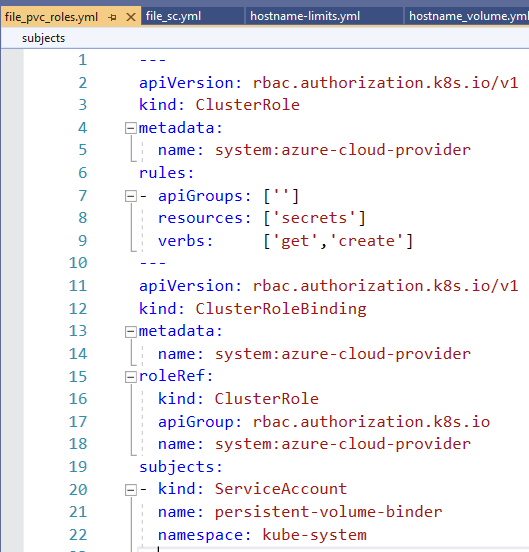 file_pvc_roles.yml file_sc.yml hostname-limits.yml hostname_volume.yml
subjects
1 ---
2 apiVersion: rbac.authorization.k8s.io/v1
3 kind: ClusterRole
4 metadata:
5   name: system:azure-cloud-provider
6 rules:
7 - apiGroups: ['']
8   resources: ['secrets']
9   verbs:     ['get','create']
10 ---
11 apiVersion: rbac.authorization.k8s.io/v1
12 kind: ClusterRoleBinding
13 metadata:
14   name: system:azure-cloud-provider
15 roleRef:
16   kind: ClusterRole
17   apiGroup: rbac.authorization.k8s.io
18   name: system:azure-cloud-provider
19 subjects:
20 - kind: ServiceAccount
21   name: persistent-volume-binder
22   namespace: kube-system